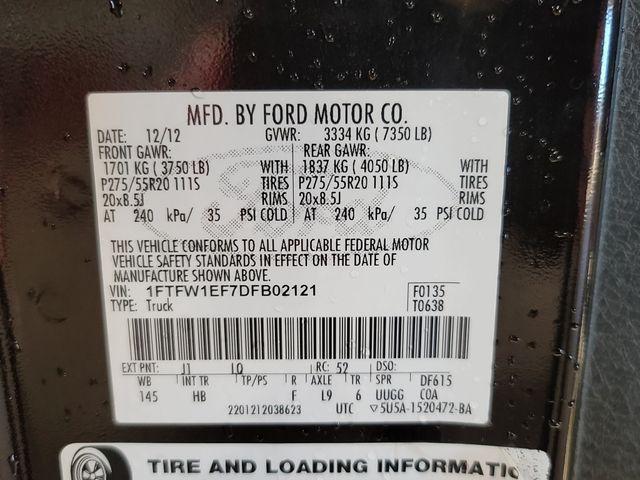 MFD. BY FORD MOTOR CO.
DATE: 12/12 GVWR: 3334 KG ( 7350 LB)
FRONT GAWR: REAR GAWR:
1701 KG ( 3750 LB) WITH 1837 KG ( 4050 LB) WITH
P275/55R20 111S TIRES P275/55R20 111S TIRES
20x8.5J RIMS 20x8.5J RIMS
AT 240 kPa/ 35 PSI COLD AT 240 kPa/ 35 PSI COLD
THIS VEHICLE CONFORMS TO ALL APPLICABLE FEDERAL MOTOR
VEHICLE SAFETY STANDARDS IN EFFECT ON THE DATE OF
MANUFACTURE SHOWN ABOVE.
VIN: 1FTFW1EF7DFB02121 F0135
TYPE: Truck T0638
EXT PNT: J1 LQ RC: 52 DSO:
WB INT TR TP/PS R AXLE TR SPR DF615
145 HB F L9 6 UUGG COA
2201212038623 UTC ▽5U5A-1520472-BA
TIRE AND LOADING INFORMATIO